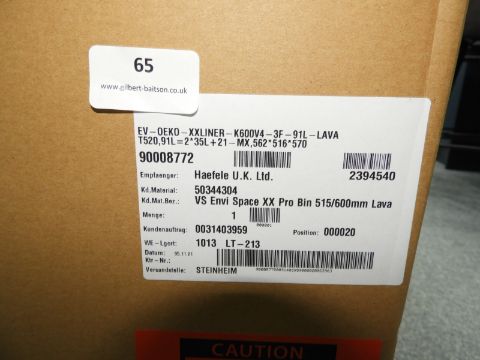 65
www.gilbert-baitson.co.uk
EV-OEKO-XXLINER-K600V4-3F-91L-LAVA
T520,91L=2*35L+21-MX,562*516*570
90008772
Empfaenger: Haefele U.K. Ltd. 2394540
Kd.Material: 50344304
Kd.Mat.Bez.: VS Envi Space XX Pro Bin 515/600mm Lava
Menge: 1
Kundenauftrag: 0031403959 Position: 000020
WE-Lgort: 1013 LT-213
Datum:
Ktr-Nr.:
Versandstelle: STEINHEIM
CAUTION